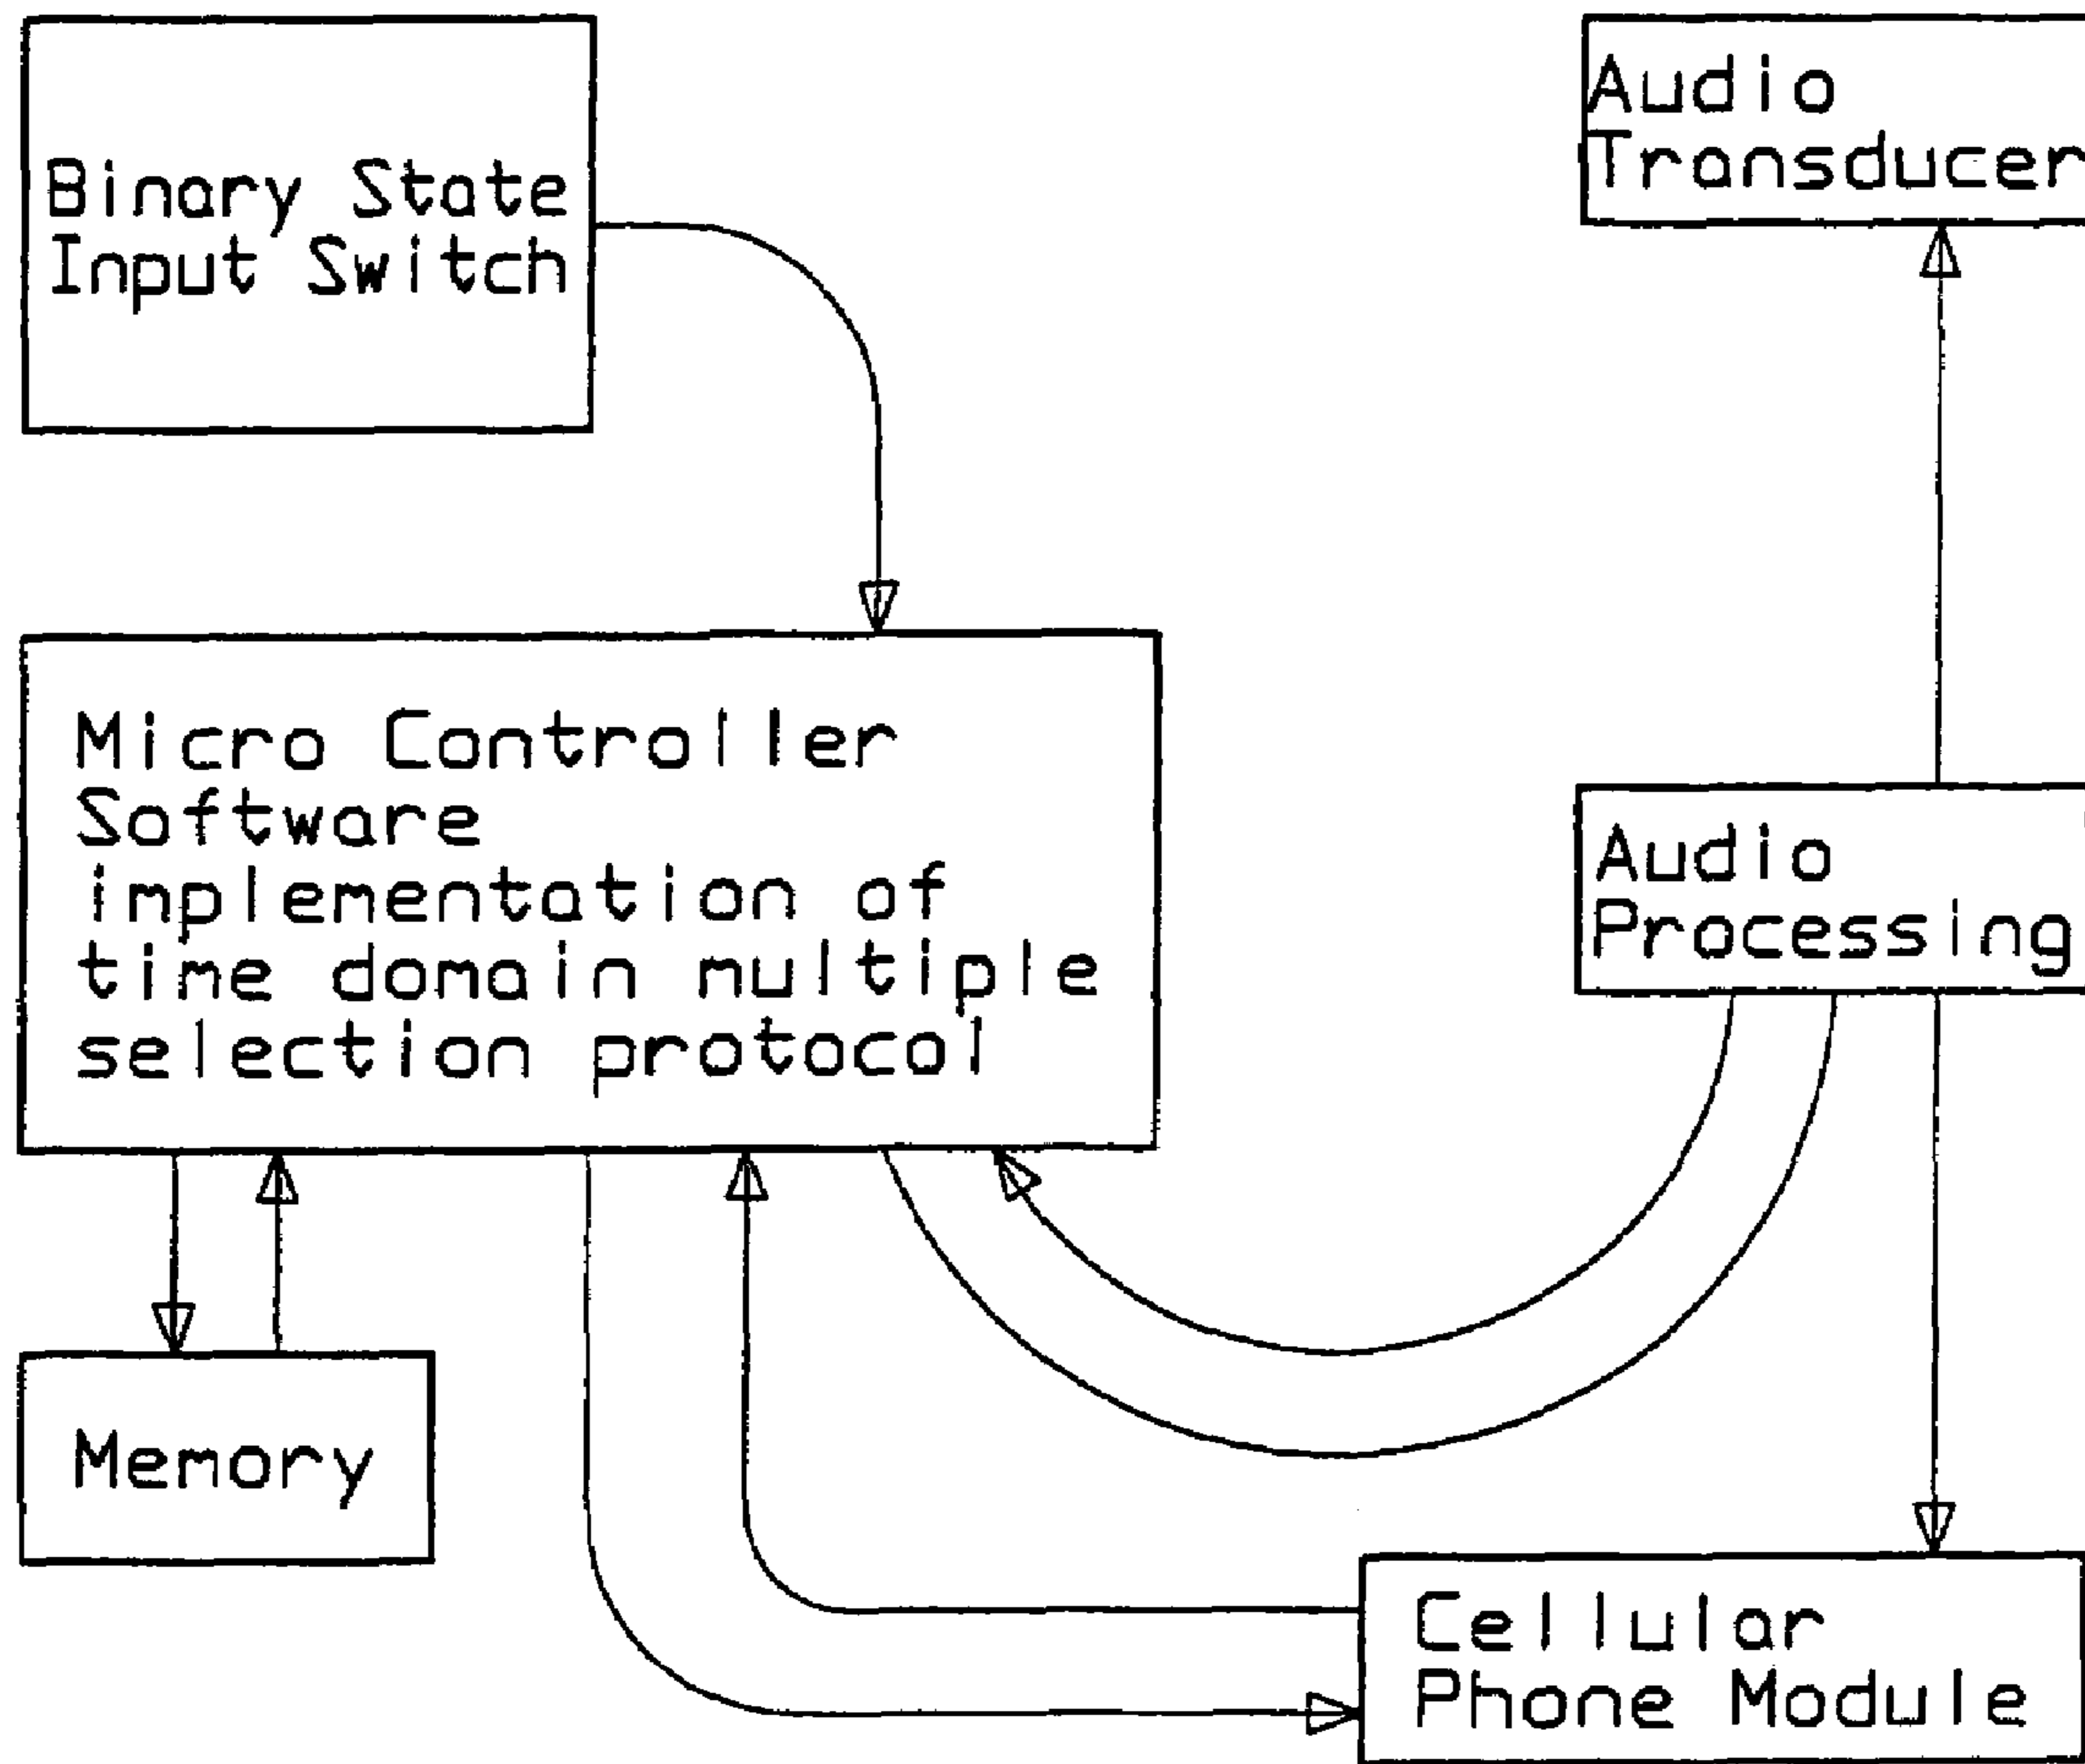 Binary State
Input Switch
Audio
Transducer
Micro Controller
Software
implementation of
time domain multiple
selection protocol
Audio
Processing
Memory
Cellular
Phone Module